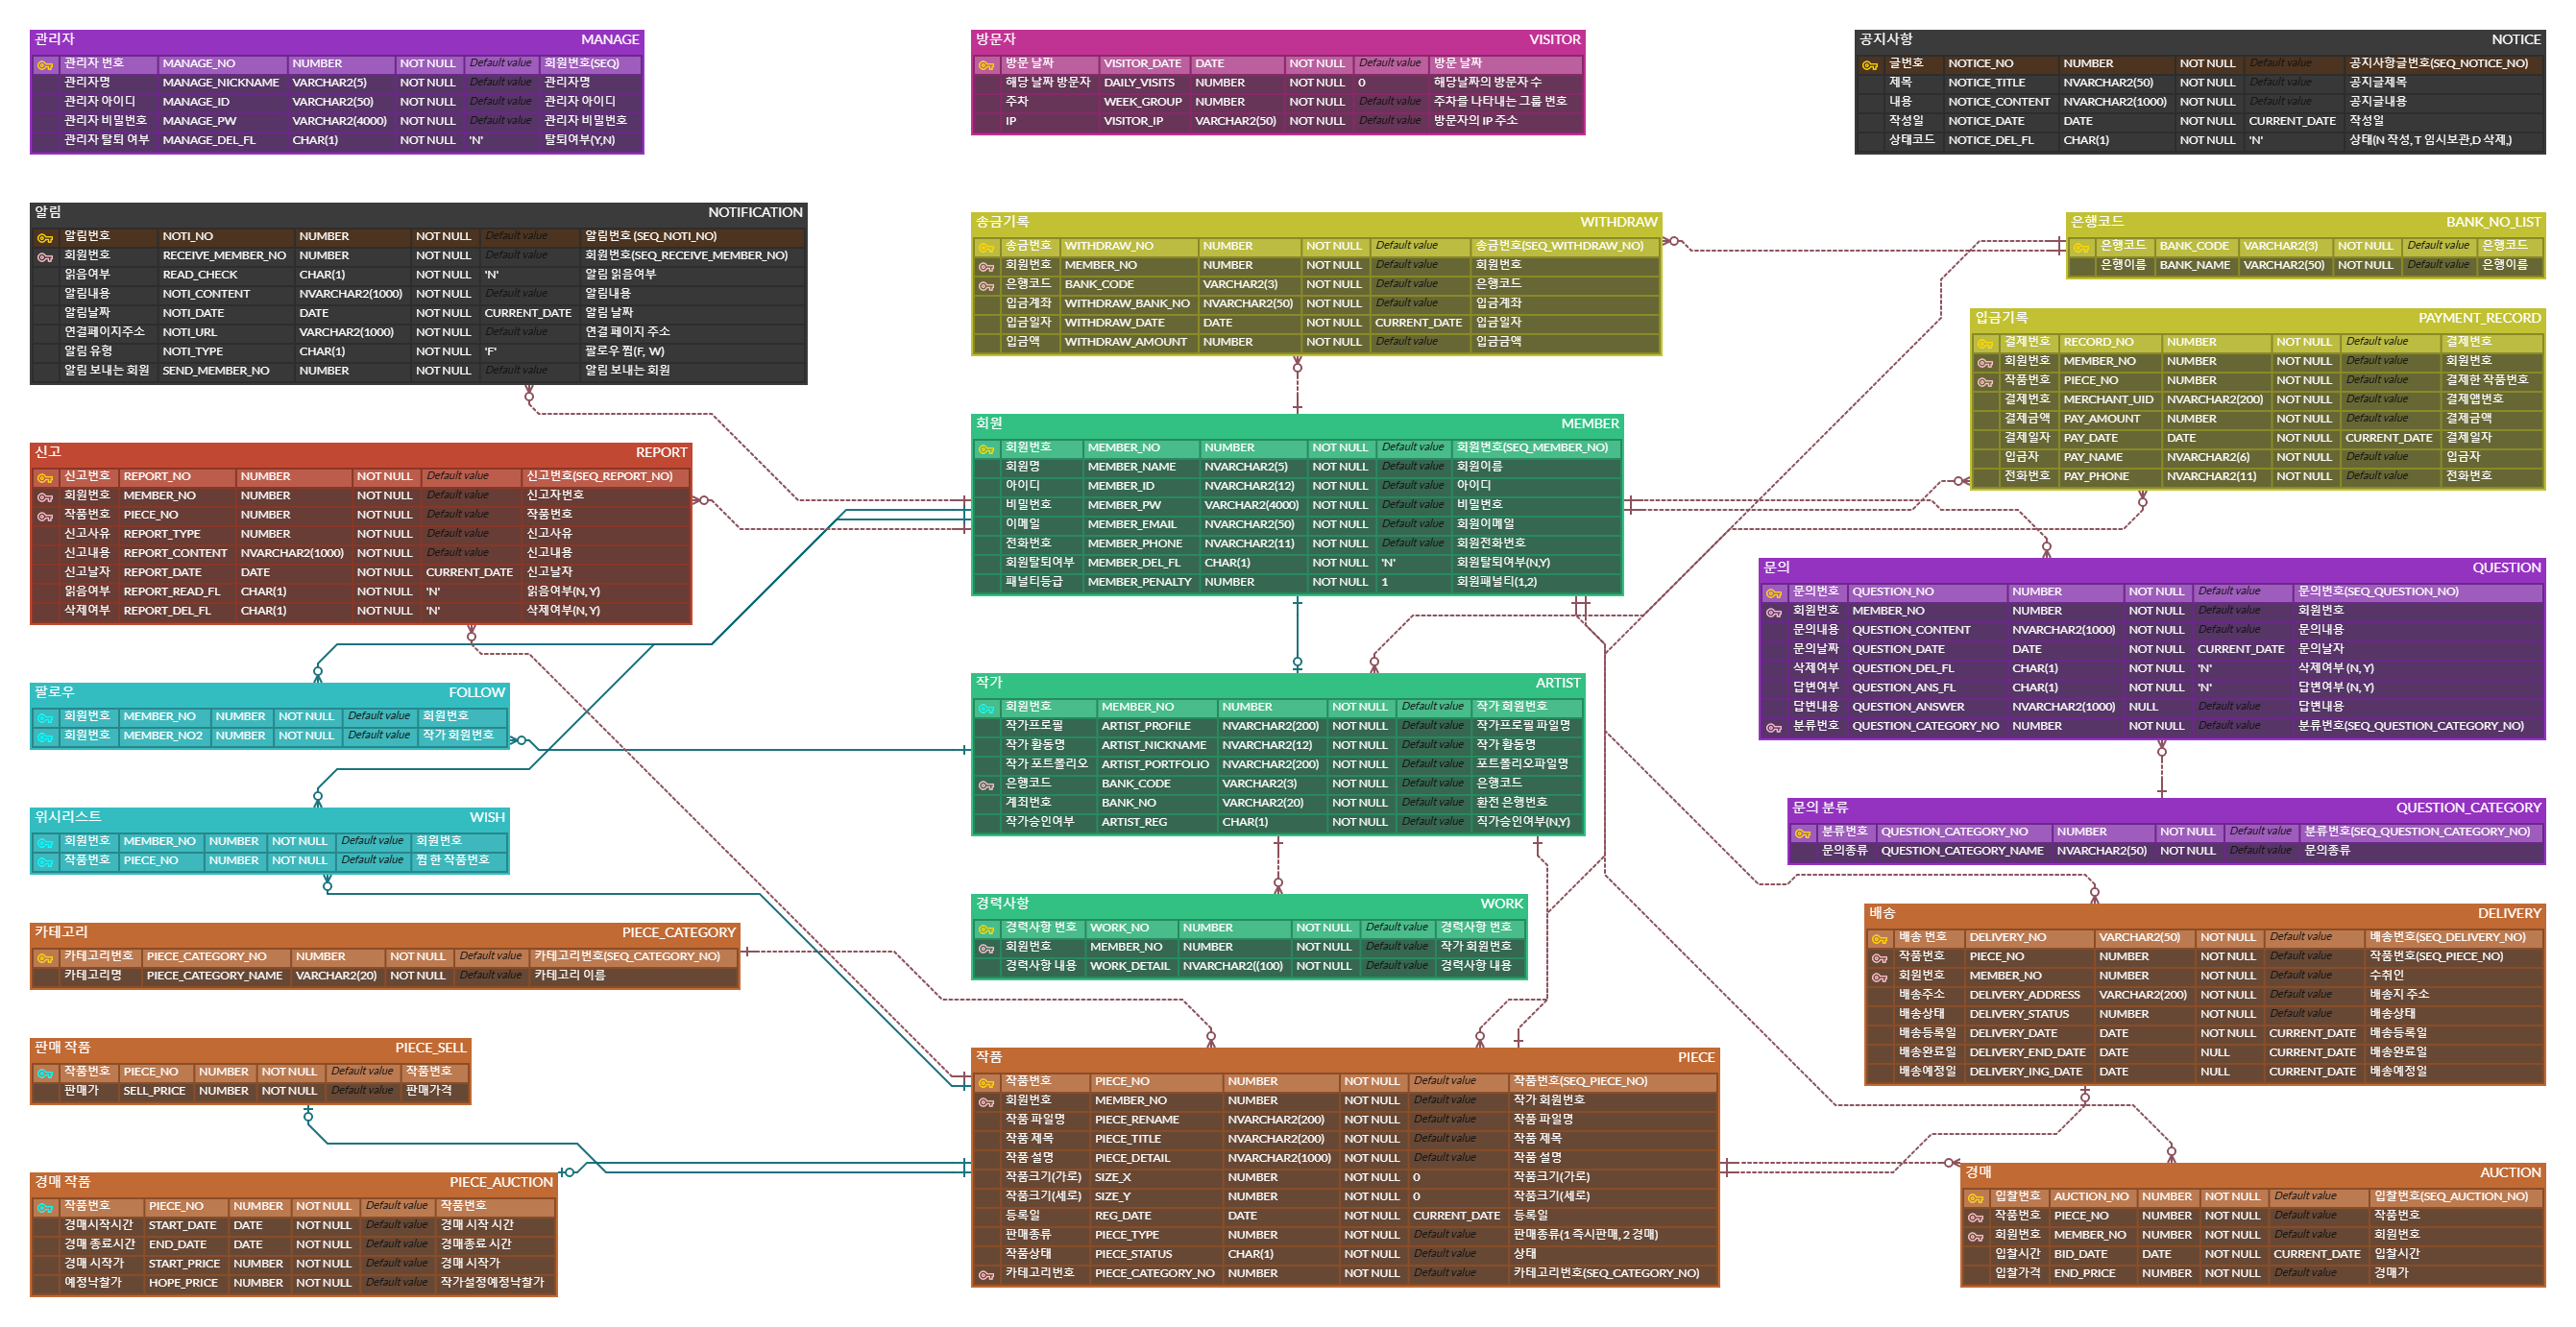 관리자 MANAGE
관리자 번호 MANAGE_NO NUMBER NOT NULL Default value 회원번호(SEQ)
관리자명 MANAGE_NICKNAME VARCHAR2(5) NOT NULL Default value 관리자명
관리자 아이디 MANAGE_ID VARCHAR2(50) NOT NULL Default value 관리자 아이디
관리자 비밀번호 MANAGE_PW VARCHAR2(4000) NOT NULL Default value 관리자 비밀번호
관리자 탈퇴 여부 MANAGE_DEL_FL CHAR(1) NOT NULL 'N' 탈퇴여부(Y,N)
방문자 VISITOR
방문 날짜 VISITOR_DATE DATE NOT NULL Default value 방문 날짜
해당 날짜 방문자 DAILY_VISITS NUMBER NOT NULL 0 해당날짜의 방문자 수
주차 WEEK_GROUP NUMBER NOT NULL Default value 주차를 나타내는 그룹 번호
IP VISITOR_IP VARCHAR2(50) NOT NULL Default value 방문자의 IP 주소
공지사항 NOTICE
글번호 NOTICE_NO NUMBER NOT NULL Default value 공지사항글번호(SEQ_NOTICE_NO)
제목 NOTICE_TITLE NVARCHAR2(50) NOT NULL Default value 공지글제목
내용 NOTICE_CONTENT NVARCHAR2(1000) NOT NULL Default value 공지글내용
작성일 NOTICE_DATE DATE NOT NULL CURRENT_DATE 작성일
상태코드 NOTICE_DEL_FL CHAR(1) NOT NULL 'N' 상태(N 작성, T 임시보관,D 삭제,)
알림 NOTIFICATION
알림번호 NOTI_NO NUMBER NOT NULL Default value 알림번호 (SEQ_NOTI_NO)
회원번호 RECEIVE_MEMBER_NO NUMBER NOT NULL Default value 회원번호(SEQ_RECEIVE_MEMBER_NO)
읽음여부 READ_CHECK CHAR(1) NOT NULL 'N' 알림 읽음여부
알림내용 NOTI_CONTENT NVARCHAR2(1000) NOT NULL Default value 알림내용
알림날짜 NOTI_DATE DATE NOT NULL CURRENT_DATE 알림 날짜
연결페이지주소 NOTI_URL VARCHAR2(1000) NOT NULL Default value 연결 페이지 주소
알림 유형 NOTI_TYPE CHAR(1) NOT NULL 'F' 팔로우 찜(F, W)
알림 보내는 회원 SEND_MEMBER_NO NUMBER NOT NULL Default value 알림 보내는 회원
송금기록 WITHDRAW
송금번호 WITHDRAW_NO NUMBER NOT NULL Default value 송금번호(SEQ_WITHDRAW_NO)
회원번호 MEMBER_NO NUMBER NOT NULL Default value 회원번호
은행코드 BANK_CODE VARCHAR2(3) NOT NULL Default value 은행코드
입금계좌 WITHDRAW_BANK_NO NVARCHAR2(50) NOT NULL Default value 입금계좌
입금일자 WITHDRAW_DATE DATE NOT NULL CURRENT_DATE 입금일자
입금액 WITHDRAW_AMOUNT NUMBER NOT NULL Default value 입금금액
은행코드 BANK_NO_LIST
은행코드 BANK_CODE VARCHAR2(3) NOT NULL Default value 은행코드
은행이름 BANK_NAME VARCHAR2(50) NOT NULL Default value 은행이름
입금기록 PAYMENT_RECORD
결제번호 RECORD_NO NUMBER NOT NULL Default value 결제번호
회원번호 MEMBER_NO NUMBER NOT NULL Default value 회원번호
작품번호 PIECE_NO NUMBER NOT NULL Default value 결제한 작품번호
결제번호 MERCHANT_UID NVARCHAR2(200) NOT NULL Default value 결제앱번호
결제금액 PAY_AMOUNT NUMBER NOT NULL Default value 결제금액
결제일자 PAY_DATE DATE NOT NULL CURRENT_DATE 결제일자
입금자 PAY_NAME NVARCHAR2(6) NOT NULL Default value 입금자
전화번호 PAY_PHONE NVARCHAR2(11) NOT NULL Default value 전화번호
회원 MEMBER
회원번호 MEMBER_NO NUMBER NOT NULL Default value 회원번호(SEQ_MEMBER_NO)
회원명 MEMBER_NAME NVARCHAR2(5) NOT NULL Default value 회원이름
아이디 MEMBER_ID NVARCHAR2(12) NOT NULL Default value 아이디
비밀번호 MEMBER_PW VARCHAR2(4000) NOT NULL Default value 비밀번호
이메일 MEMBER_EMAIL NVARCHAR2(50) NOT NULL Default value 회원이메일
전화번호 MEMBER_PHONE NVARCHAR2(11) NOT NULL Default value 회원전화번호
회원탈퇴여부 MEMBER_DEL_FL CHAR(1) NOT NULL 'N' 회원탈퇴여부(N,Y)
패널티등급 MEMBER_PENALTY NUMBER NOT NULL 1 회원패널티(1,2)
신고 REPORT
신고번호 REPORT_NO NUMBER NOT NULL Default value 신고번호(SEQ_REPORT_NO)
회원번호 MEMBER_NO NUMBER NOT NULL Default value 신고자번호
작품번호 PIECE_NO NUMBER NOT NULL Default value 작품번호
신고사유 REPORT_TYPE NUMBER NOT NULL Default value 신고사유
신고내용 REPORT_CONTENT NVARCHAR2(1000) NOT NULL Default value 신고내용
신고날자 REPORT_DATE DATE NOT NULL CURRENT_DATE 신고날자
읽음여부 REPORT_READ_FL CHAR(1) NOT NULL 'N' 읽음여부(N, Y)
삭제여부 REPORT_DEL_FL CHAR(1) NOT NULL 'N' 삭제여부(N, Y)
문의 QUESTION
문의번호 QUESTION_NO NUMBER NOT NULL Default value 문의번호(SEQ_QUESTION_NO)
회원번호 MEMBER_NO NUMBER NOT NULL Default value 회원번호
문의내용 QUESTION_CONTENT NVARCHAR2(1000) NOT NULL Default value 문의내용
문의날짜 QUESTION_DATE DATE NOT NULL CURRENT_DATE 문의날자
삭제여부 QUESTION_DEL_FL CHAR(1) NOT NULL 'N' 삭제여부 (N, Y)
답변여부 QUESTION_ANS_FL CHAR(1) NOT NULL 'N' 답변여부 (N, Y)
답변내용 QUESTION_ANSWER NVARCHAR2(1000) NULL Default value 답변내용
분류번호 QUESTION_CATEGORY_NO NUMBER NOT NULL Default value 분류번호(SEQ_QUESTION_CATEGORY_NO)
팔로우 FOLLOW
회원번호 MEMBER_NO NUMBER NOT NULL Default value 회원번호
회원번호 MEMBER_NO2 NUMBER NOT NULL Default value 작가 회원번호
작가 ARTIST
회원번호 MEMBER_NO NUMBER NOT NULL Default value 작가 회원번호
작가프로필 ARTIST_PROFILE NVARCHAR2(200) NOT NULL Default value 작가프로필 파일명
작가 활동명 ARTIST_NICKNAME NVARCHAR2(12) NOT NULL Default value 작가 활동명
작가 포트폴리오 ARTIST_PORTFOLIO NVARCHAR2(200) NOT NULL Default value 포트폴리오파일명
은행코드 BANK_CODE VARCHAR2(3) NOT NULL Default value 은행코드
계죄번호 BANK_NO VARCHAR2(20) NOT NULL Default value 환전 은행번호
작가승인여부 ARTIST_REG CHAR(1) NOT NULL Default value 작가승인여부(N,Y)
위시리스트 WISH
회원번호 MEMBER_NO NUMBER NOT NULL Default value 회원번호
작품번호 PIECE_NO NUMBER NOT NULL Default value 찜 한 작품번호
문의 분류 QUESTION_CATEGORY
분류번호 QUESTION_CATEGORY_NO NUMBER NOT NULL Default value 분류번호(SEQ_QUESTION_CATEGORY_NO)
문의종류 QUESTION_CATEGORY_NAME NVARCHAR2(50) NOT NULL Default value 문의종류
경력사항 WORK
경력사항 번호 WORK_NO NUMBER NOT NULL Default value 경력사항 번호
회원번호 MEMBER_NO NUMBER NOT NULL Default value 작가 회원번호
경력사항 내용 WORK_DETAIL NVARCHAR2((100) NOT NULL Default value 경력사항 내용
카테고리 PIECE_CATEGORY
카테고리번호 PIECE_CATEGORY_NO NUMBER NOT NULL Default value 카테고리번호(SEQ_CATEGORY_NO)
카테고리명 PIECE_CATEGORY_NAME VARCHAR2(20) NOT NULL Default value 카테고리 이름
배송 DELIVERY
배송 번호 DELIVERY_NO VARCHAR2(50) NOT NULL Default value 배송번호(SEQ_DELIVERY_NO)
작품번호 PIECE_NO NUMBER NOT NULL Default value 작품번호(SEQ_PIECE_NO)
회원번호 MEMBER_NO NUMBER NOT NULL Default value 수취인
배송주소 DELIVERY_ADDRESS VARCHAR2(200) NOT NULL Default value 배송지 주소
배송상태 DELIVERY_STATUS NUMBER NOT NULL Default value 배송상태
배송등록일 DELIVERY_DATE DATE NOT NULL CURRENT_DATE 배송등록일
배송완료일 DELIVERY_END_DATE DATE NULL CURRENT_DATE 배송완료일
배송예정일 DELIVERY_ING_DATE DATE NULL CURRENT_DATE 배송예정일
판매 작품 PIECE_SELL
작품번호 PIECE_NO NUMBER NOT NULL Default value 작품번호
판매가 SELL_PRICE NUMBER NOT NULL Default value 판매가격
작품 PIECE
작품번호 PIECE_NO NUMBER NOT NULL Default value 작품번호(SEQ_PIECE_NO)
회원번호 MEMBER_NO NUMBER NOT NULL Default value 작가 회원번호
작품 파일명 PIECE_RENAME NVARCHAR2(200) NOT NULL Default value 작품 파일명
작품 제목 PIECE_TITLE NVARCHAR2(200) NOT NULL Default value 작품 제목
작품 설명 PIECE_DETAIL NVARCHAR2(1000) NOT NULL Default value 작품 설명
작품크기(가로) SIZE_X NUMBER NOT NULL 0 작품크기(가로)
작품크기(세로) SIZE_Y NUMBER NOT NULL 0 작품크기(세로)
등록일 REG_DATE DATE NOT NULL CURRENT_DATE 등록일
판매종류 PIECE_TYPE NUMBER NOT NULL Default value 판매종류(1 즉시판매, 2 경매)
작품상태 PIECE_STATUS CHAR(1) NOT NULL Default value 상태
카테고리번호 PIECE_CATEGORY_NO NUMBER NOT NULL Default value 카테고리번호(SEQ_CATEGORY_NO)
경매 작품 PIECE_AUCTION
작품번호 PIECE_NO NUMBER NOT NULL Default value 작품번호
경매시작시간 START_DATE DATE NOT NULL Default value 경매 시작 시간
경매 종료시간 END_DATE DATE NOT NULL Default value 경매종료 시간
경매 시작가 START_PRICE NUMBER NOT NULL Default value 경매 시작가
예정낙찰가 HOPE_PRICE NUMBER NOT NULL Default value 작가설정예정낙찰가
경매 AUCTION
입찰번호 AUCTION_NO NUMBER NOT NULL Default value 입찰번호(SEQ_AUCTION_NO)
작품번호 PIECE_NO NUMBER NOT NULL Default value 작품번호
회원번호 MEMBER_NO NUMBER NOT NULL Default value 회원번호
입찰시간 BID_DATE DATE NOT NULL CURRENT_DATE 입찰시간
입찰가격 END_PRICE NUMBER NOT NULL Default value 경매가